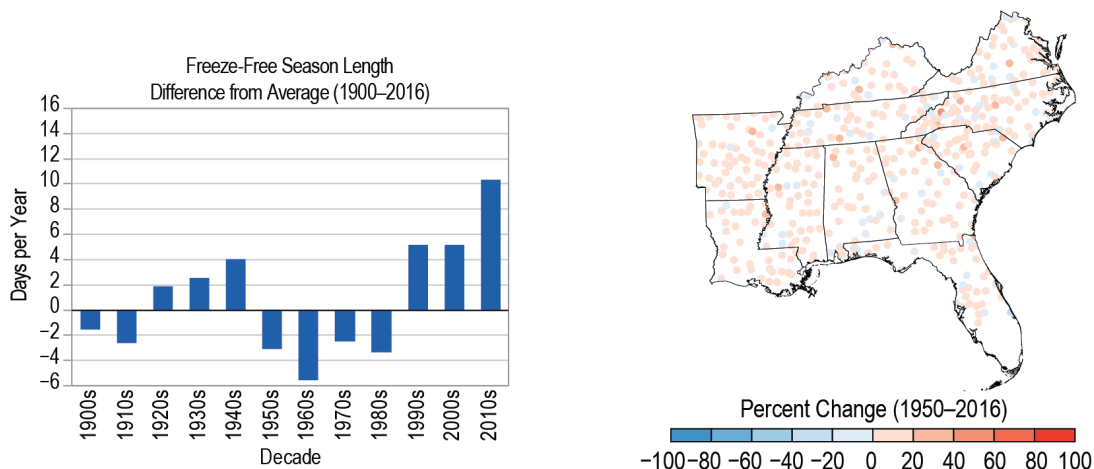 Freeze-Free Season Length
Difference from Average (1900–2016)
Days per Year
16
14
12
10
8
6
4
2
0
−2
−4
−6
1900s
1910s
1920s
1930s
1940s
1950s
1960s
1970s
1980s
1990s
2000s
2010s
Decade
Percent Change (1950–2016)
−100 −80 −60 −40 −20 0 20 40 60 80 100